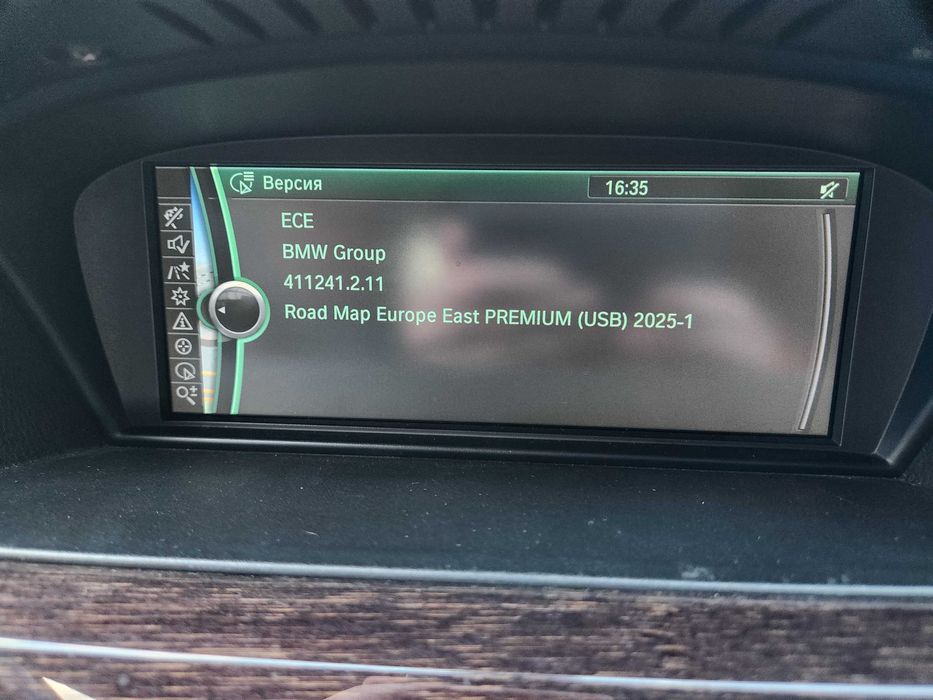 Версия
16:35
ECE
BMW Group
411241.2.11
Road Map Europe East PREMIUM (USB) 2025-1